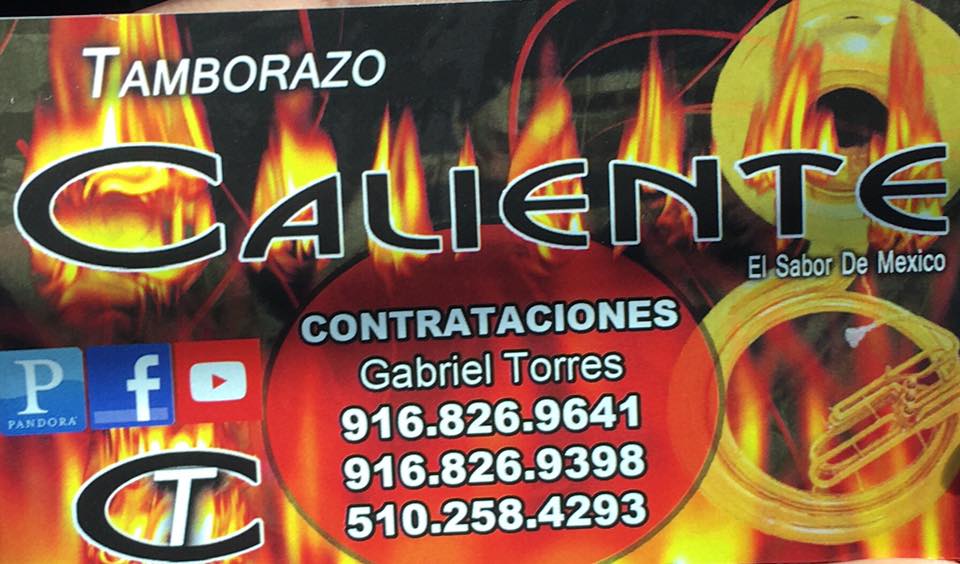 TAMBORAZO
CALIENTE
El Sabor De Mexico
CONTRATACIONES
Gabriel Torres
916.826.9641
916.826.9398
510.258.4293
P
PANDORA
f
CT